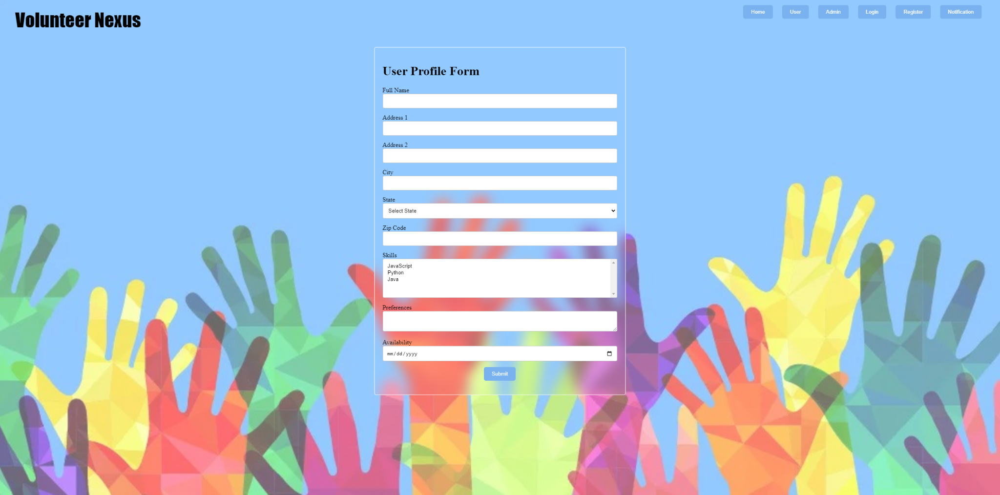 Volunteer Nexus
Home User Admin Login Register Notification
User Profile Form
Full Name
Address 1
Address 2
City
State
Select State
Zip Code
Skills
JavaScript
Python
Java
Preferences
Availability
mm/dd/yyyy
Submit